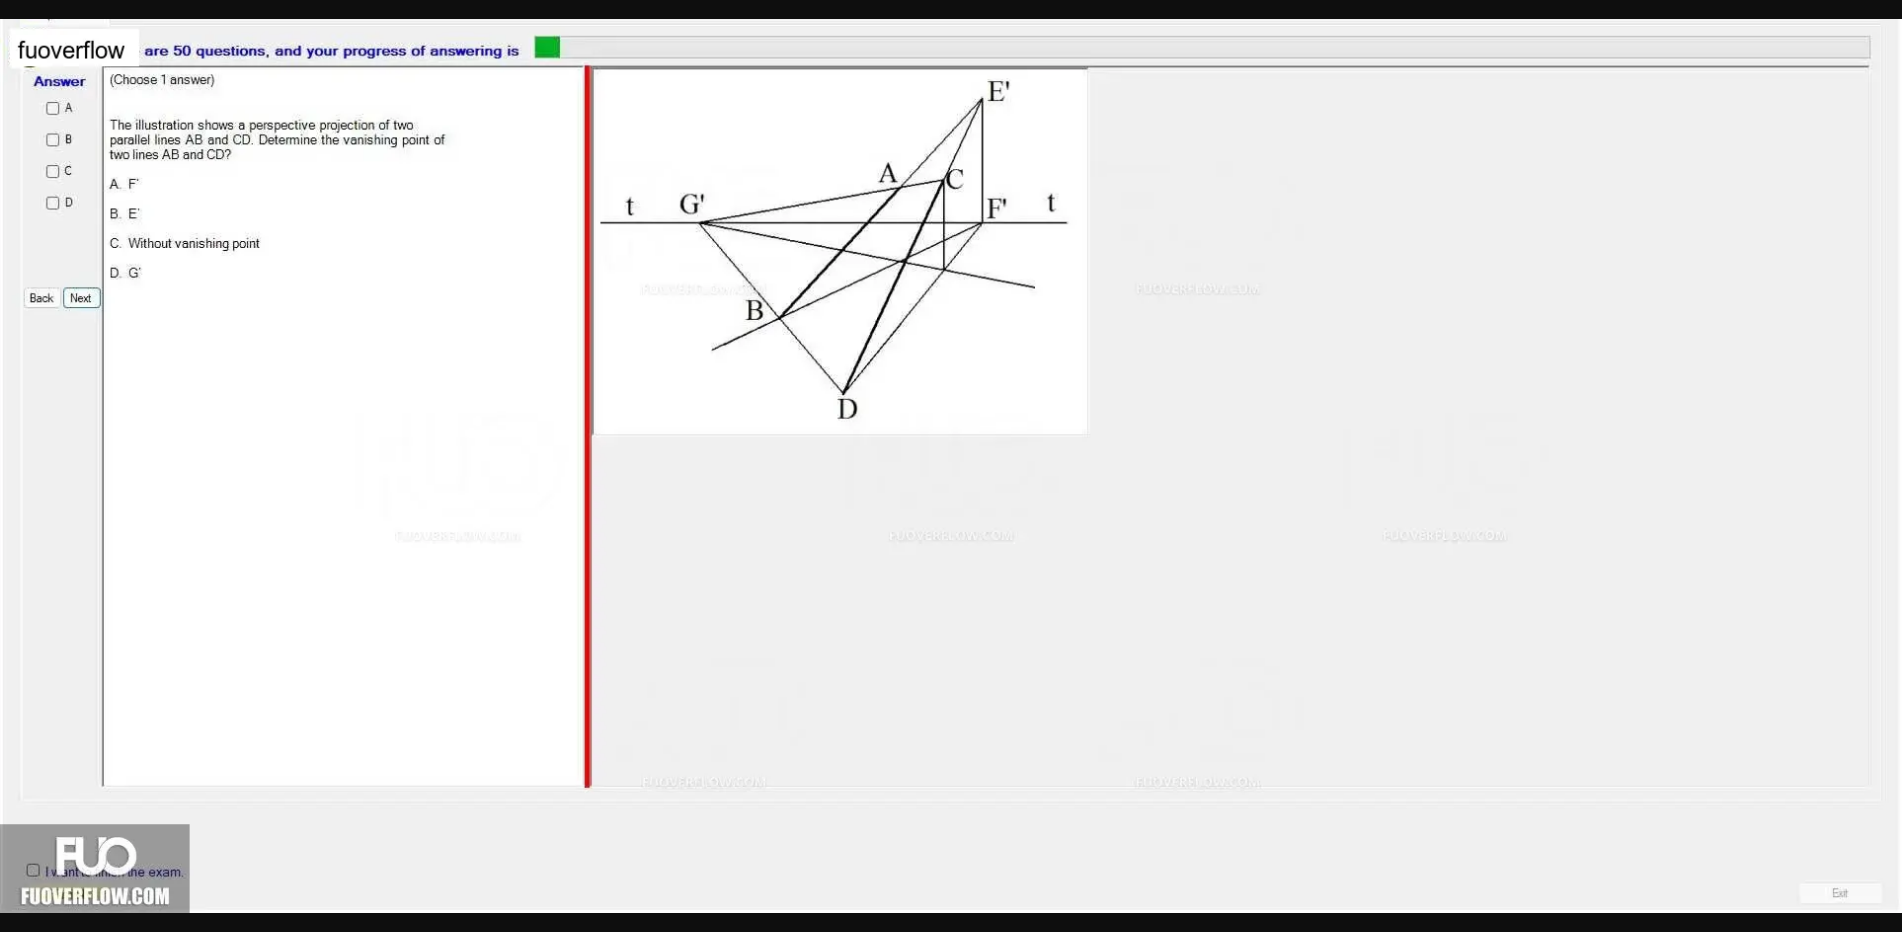 fuoverflow are 50 questions, and your progress of answering is
Answer
A
B
C
D
Back Next
(Choose 1 answer)
The illustration shows a perspective projection of two
parallel lines AB and CD. Determine the vanishing point of
two lines AB and CD?
A. F'
B. E'
C. Without vanishing point
D. G'
E'
A
C
t
G'
F'
t
B
D
FUOVERFLOW.COM
FUOVERFLOW.COM
FUOVERFLOW.COM
FUOVERFLOW.COM
FUOVERFLOW.COM
FUOVERFLOW.COM
FUOVERFLOW.COM
FUO
I want to finish the exam.
FUOVERFLOW.COM
Exit